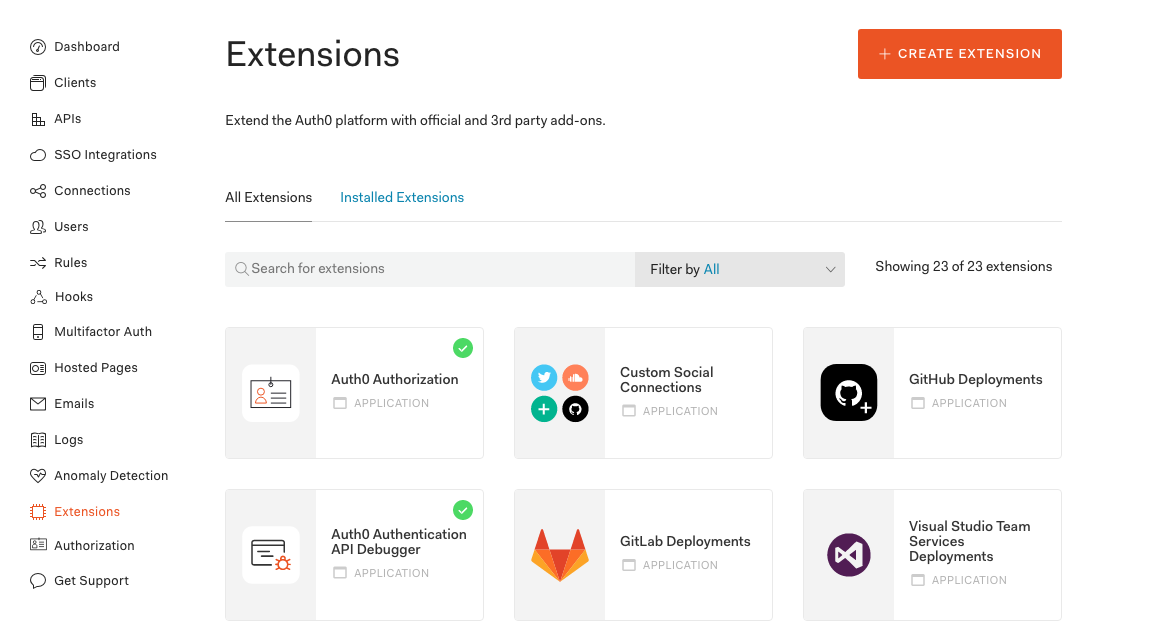 Dashboard
Clients
APIs
SSO Integrations
Connections
Users
Rules
Hooks
Multifactor Auth
Hosted Pages
Emails
Logs
Anomaly Detection
Extensions
Authorization
Get Support
Extensions
CREATE EXTENSION
Extend the Auth0 platform with official and 3rd party add-ons.
All Extensions
Installed Extensions
Search for extensions
Filter by All
Showing 23 of 23 extensions
Auth0 Authorization
APPLICATION
Custom Social
Connections
APPLICATION
GitHub Deployments
APPLICATION
Auth0 Authentication
API Debugger
APPLICATION
GitLab Deployments
APPLICATION
Visual Studio Team
Services
Deployments
APPLICATION